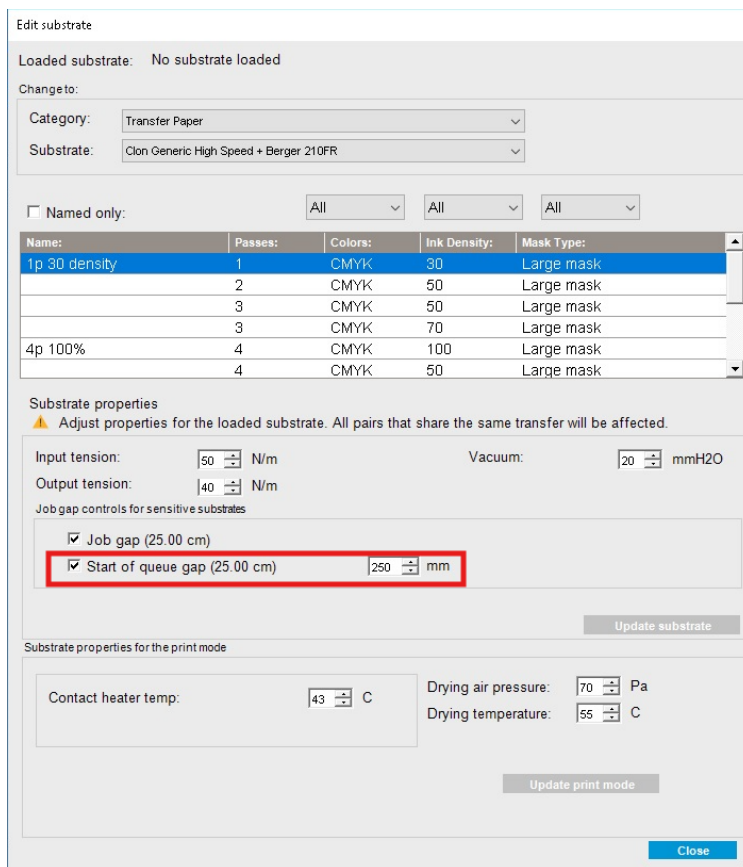 Edit substrate
Loaded substrate: No substrate loaded
Change to:
Category: Transfer Paper
Substrate: Clon Generic High Speed + Berger 210FR
Named only: All All All
Name: Passes: Colors: Ink Density: Mask Type:
1p 30 density 1 CMYK 30 Large mask
2 CMYK 50 Large mask
3 CMYK 50 Large mask
3 CMYK 70 Large mask
4p 100% 4 CMYK 100 Large mask
4 CMYK 50 Large mask
Substrate properties
Adjust properties for the loaded substrate. All pairs that share the same transfer will be affected.
Input tension: 50 N/m Vacuum: 20 mmH2O
Output tension: 40 N/m
Job gap controls for sensitive substrates
Job gap (25.00 cm)
Start of queue gap (25.00 cm) 250 mm
Update substrate
Substrate properties for the print mode
Contact heater temp: 43 C Drying air pressure: 70 Pa
Drying temperature: 55 C
Update print mode
Close